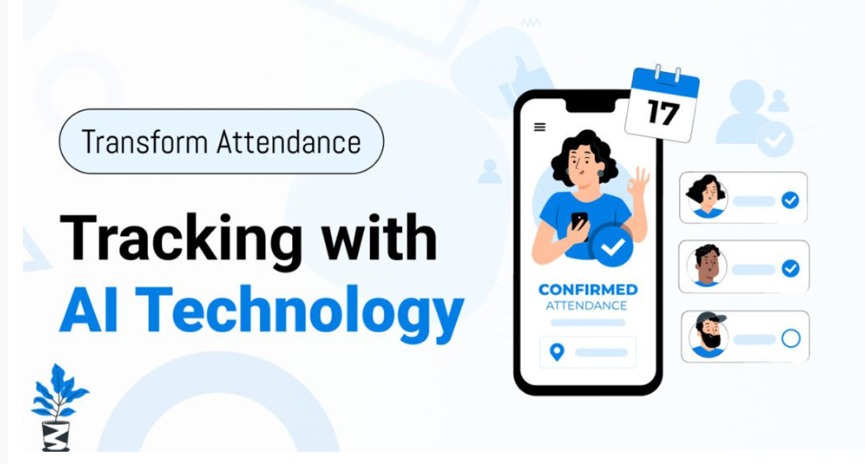 Transform Attendance
Tracking with
AI Technology
17
CONFIRMED
ATTENDANCE